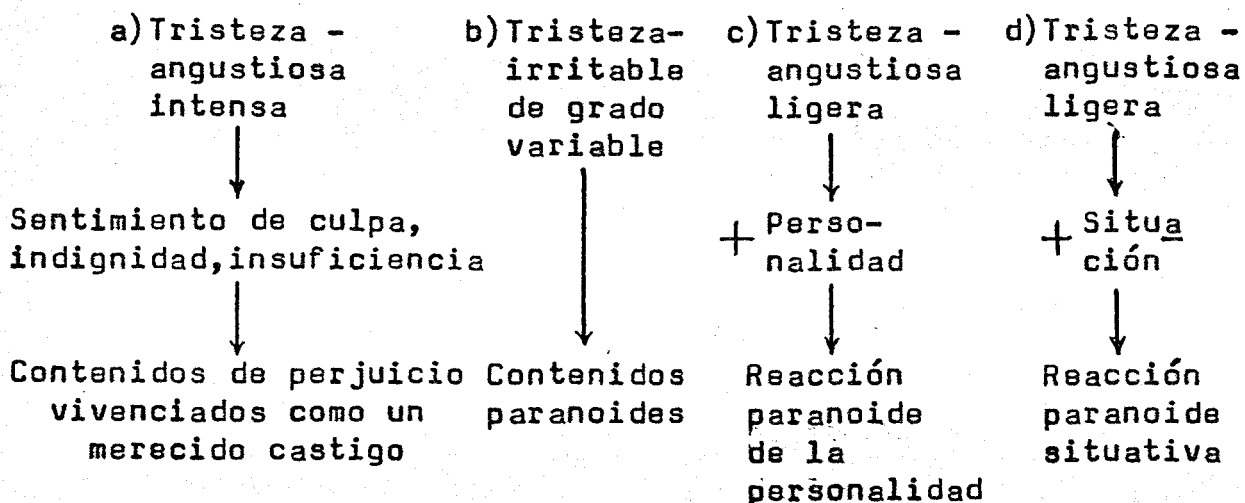 a) Tristeza -
angustiosa
intensa
Sentimiento de culpa,
indignidad, insuficiencia
Contenidos de perjuicio
vivenciados como un
merecido castigo
b) Tristeza-
irritable
de grado
variable
Contenidos
paranoides
c) Tristeza -
angustiosa
ligera
+ Perso-
nalidad
Reacción
paranoide
de la
personalidad
d) Tristeza -
angustiosa
ligera
+ Situa
ción
Reacción
paranoide
situativa